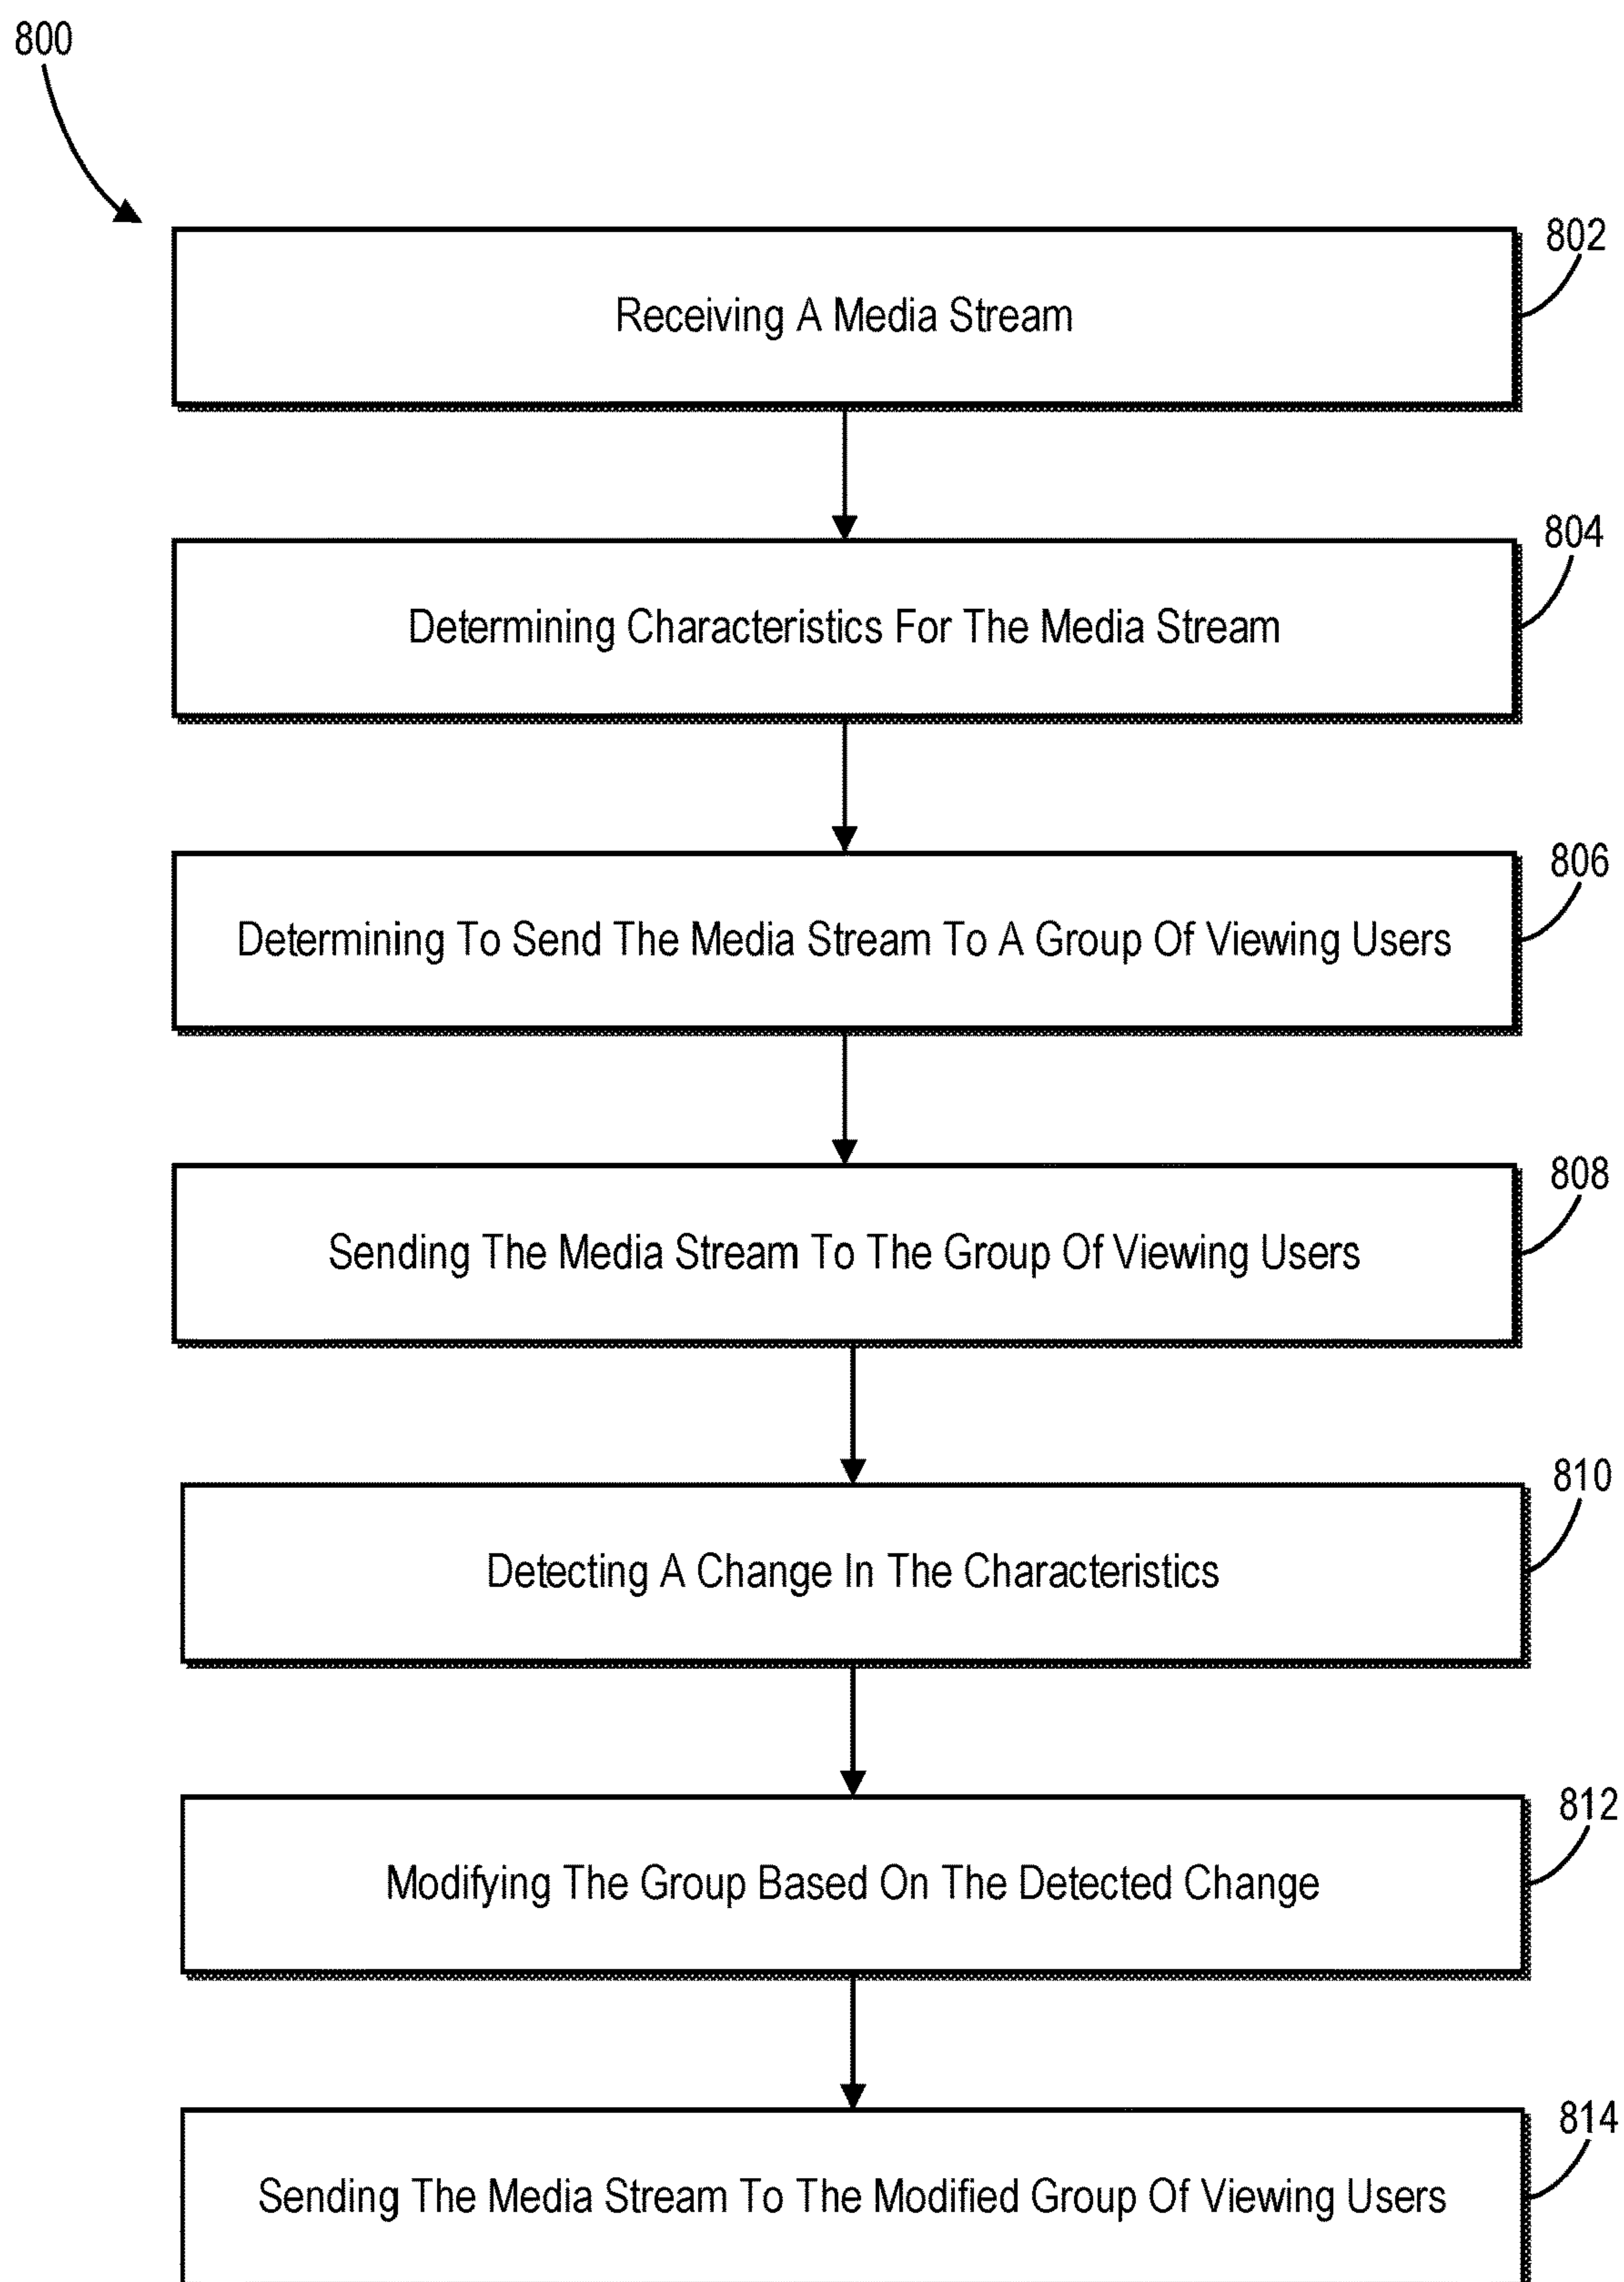 800
802
Receiving A Media Stream
804
Determining Characteristics For The Media Stream
806
Determining To Send The Media Stream To A Group Of Viewing Users
808
Sending The Media Stream To The Group Of Viewing Users
810
Detecting A Change In The Characteristics
812
Modifying The Group Based On The Detected Change
814
Sending The Media Stream To The Modified Group Of Viewing Users